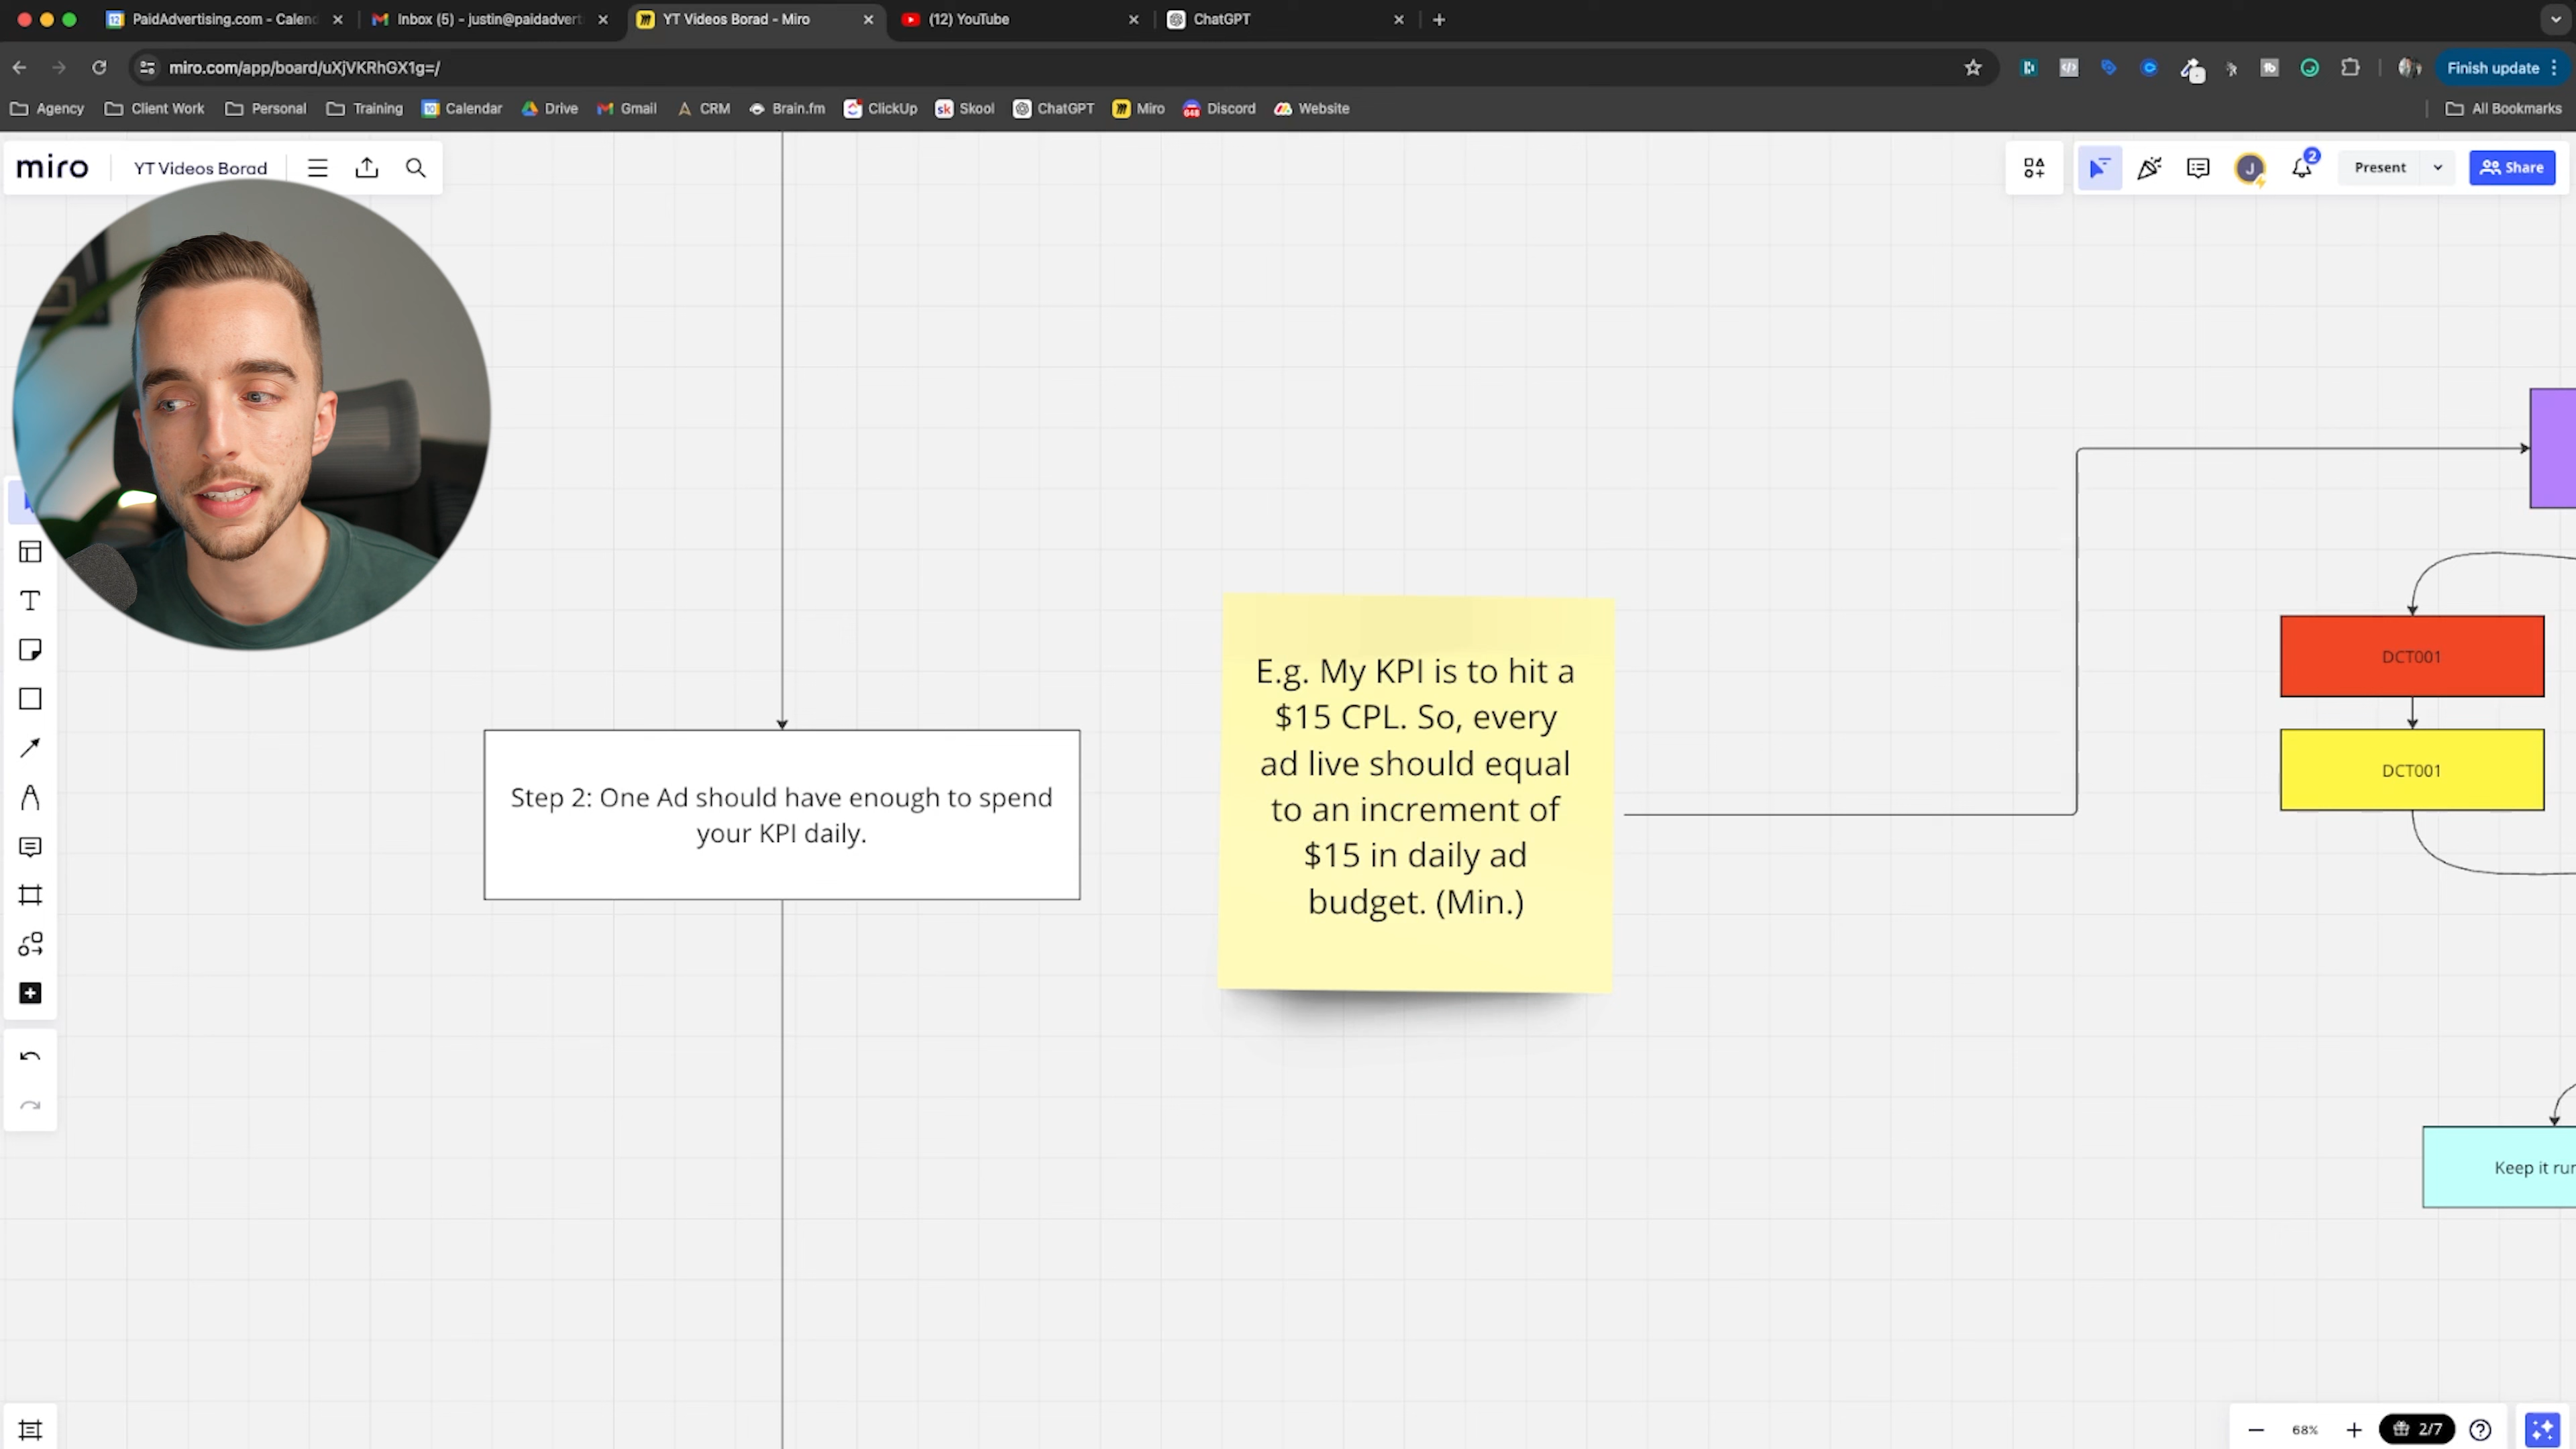 PaidAdvertising.com - Calen
Inbox (5) - justin@paidadvert
YT Videos Borad - Miro
(12) YouTube
ChatGPT
miro.com/app/board/uXjVKRhGX1g=/
Finish update
Agency
Client Work
Personal
Training
Calendar
Drive
Gmail
CRM
Brain.fm
ClickUp
Skool
ChatGPT
Miro
Discord
Website
All Bookmarks
miro
YT Videos Borad
J
2
Present
Share
Step 2: One Ad should have enough to spend
your KPI daily.
E.g. My KPI is to hit a
$15 CPL. So, every
ad live should equal
to an increment of
$15 in daily ad
budget. (Min.)
DCT001
DCT001
Keep it rur
68%
2/7